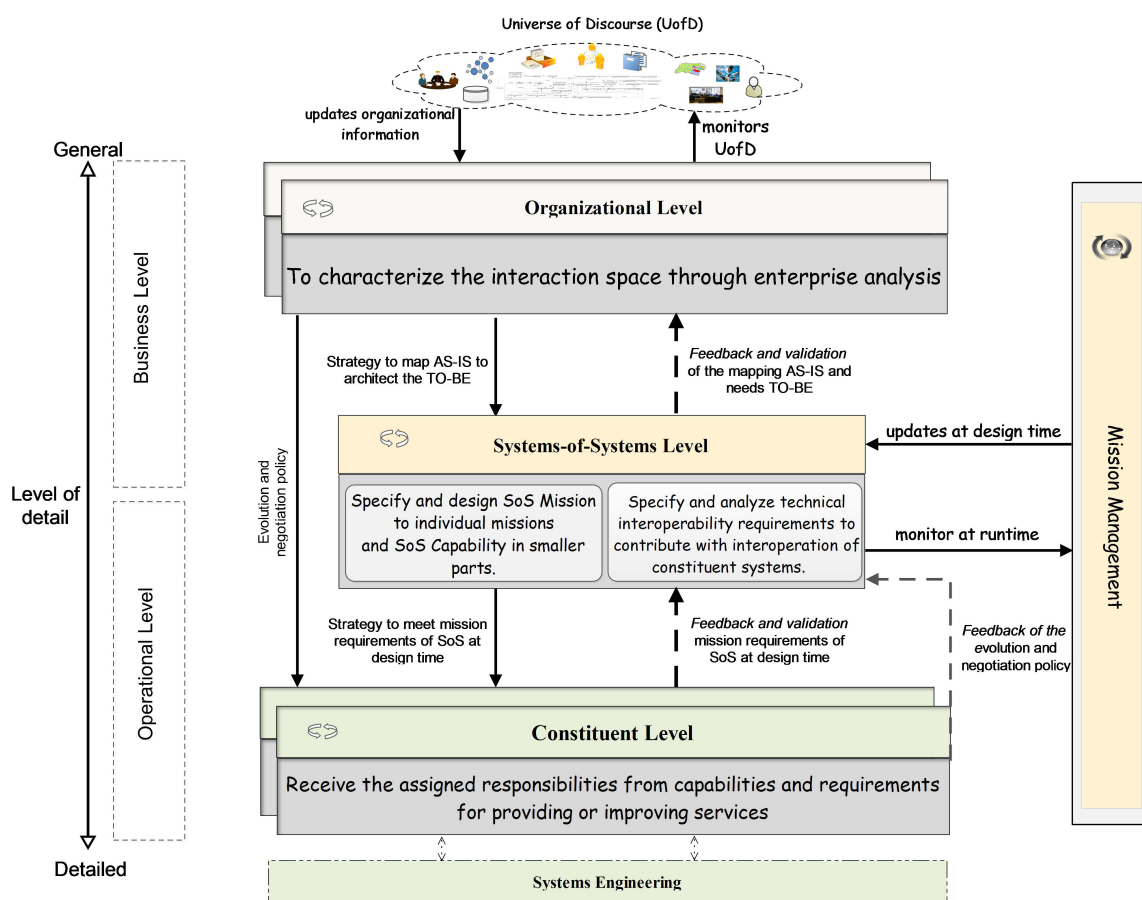 Universe of Discourse (UofD)
updates organizational
information
monitors
UofD
General
Business Level
Level of
detail
Operational Level
Detailed
Organizational Level
To characterize the interaction space through enterprise analysis
Strategy to map AS-IS to
architect the TO-BE
Feedback and validation
of the mapping AS-IS and
needs TO-BE
Evolution and
negotiation policy
Systems-of-Systems Level
Specify and design SoS Mission
to individual missions
and SoS Capability in smaller
parts.
Specify and analyze technical
interoperability requirements to
contribute with interoperation of
constituent systems.
updates at design time
monitor at runtime
Mission Management
Strategy to meet mission
requirements of SoS at
design time
Feedback and validation
mission requirements of
SoS at design time
Feedback of the
evolution and
negotiation policy
Constituent Level
Receive the assigned responsibilities from capabilities and requirements
for providing or improving services
Systems Engineering